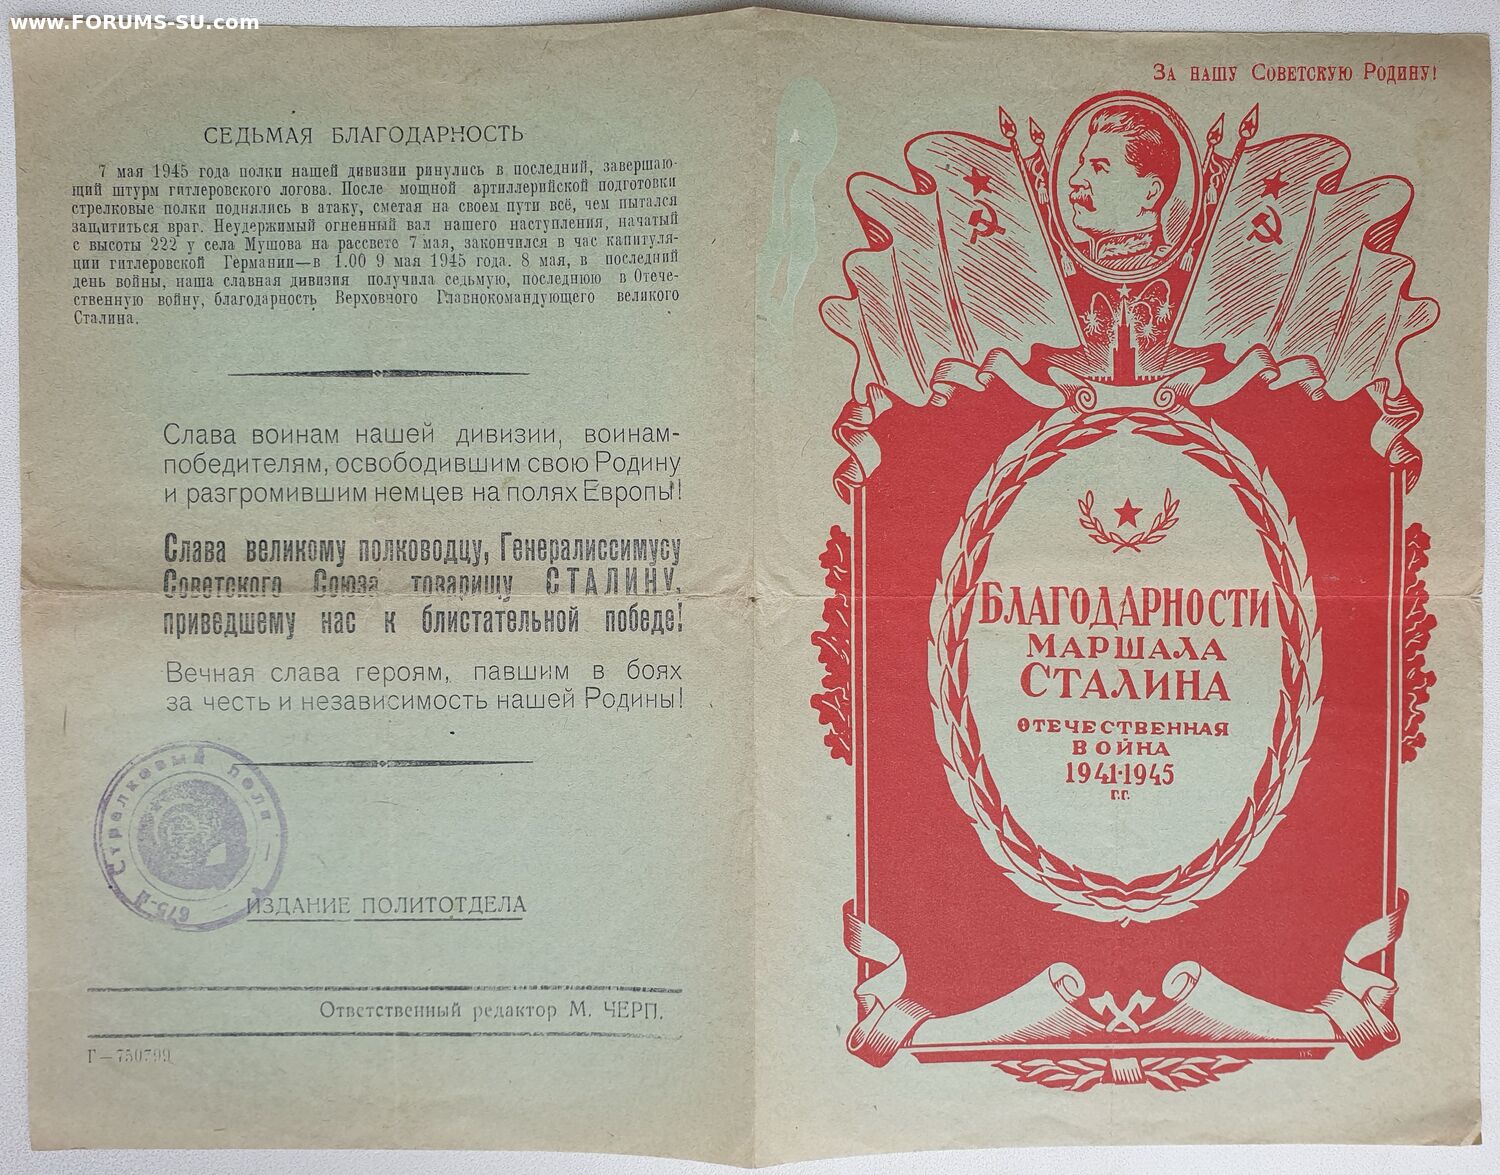 www.FORUMS-SU.com
СЕДЬМАЯ БЛАГОДАРНОСТЬ
7 мая 1945 года полки нашей дивизии ринулись в последний, завершаю-
щий штурм гитлеровского логова. После мощной артиллерийской подготовки
стрелковые полки поднялись в атаку, сметая на своем пути всё, чем пытался
защититься враг. Неудержимый огненный вал нашего наступления, начатый
с высоты 222 у села Мушова на рассвете 7 мая, закончился в час капитуля-
ции гитлеровской Германии—в 1.00 9 мая 1945 года. 8 мая, в последний
день войны, наша славная дивизия получила седьмую, последнюю в Отече-
ственную войну, благодарность Верховного Главнокомандующего великого
Сталина.
Слава воинам нашей дивизии, воинам-
победителям, освободившим свою Родину
и разгромившим немцев на полях Европы!
Слава великому полководцу, Генералиссимусу
Советского Союза товарищу СТАЛИНУ,
приведшему нас к блистательной победе!
Вечная слава героям, павшим в боях
за честь и независимость нашей Родины!
675-й Стрелковый полк
ИЗДАНИЕ ПОЛИТОТДЕЛА
Ответственный редактор М. ЧЕРП.
Г—750799
За нашу Советскую Родину!
БЛАГОДАРНОСТИ
МАРШАЛА
СТАЛИНА
ОТЕЧЕСТВЕННАЯ
ВОЙНА
1941·1945
г.г.